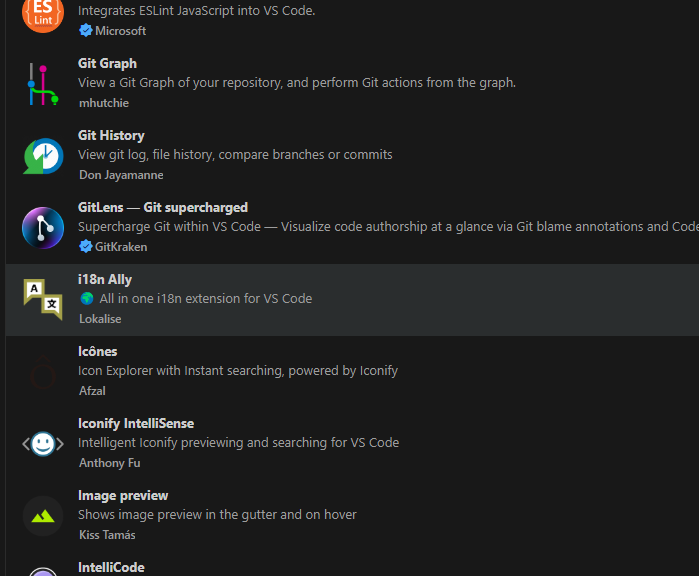 ES
Lint
Integrates ESLint JavaScript into VS Code.
Microsoft
Git Graph
View a Git Graph of your repository, and perform Git actions from the graph.
mhutchie
Git History
View git log, file history, compare branches or commits
Don Jayamanne
GitLens — Git supercharged
Supercharge Git within VS Code — Visualize code authorship at a glance via Git blame annotations and Code
GitKraken
A
文
i18n Ally
🌍 All in one i18n extension for VS Code
Lokalise
Icônes
Icon Explorer with Instant searching, powered by Iconify
Afzal
Iconify IntelliSense
Intelligent Iconify previewing and searching for VS Code
Anthony Fu
Image preview
Shows image preview in the gutter and on hover
Kiss Tamás
IntelliCode